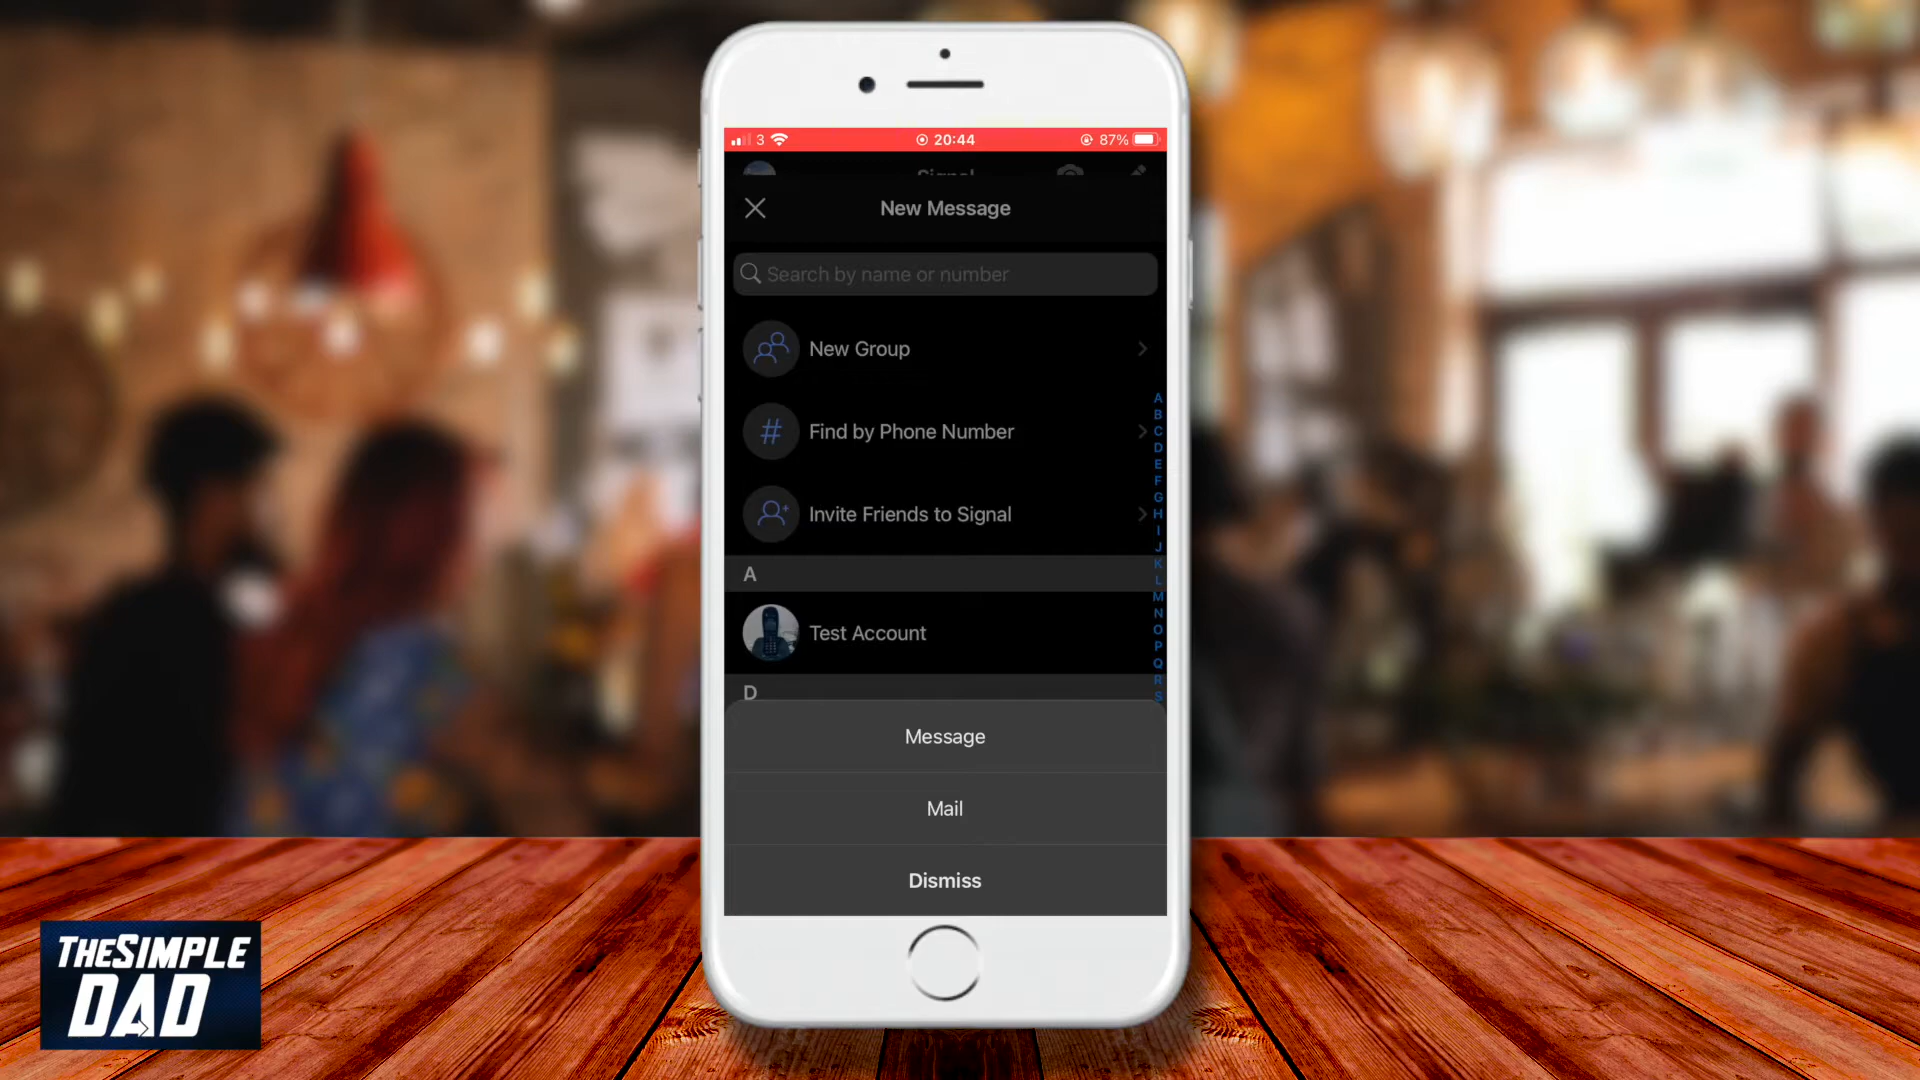 3 20:44 87%
Signal
New Message
Search by name or number
New Group
# Find by Phone Number
Invite Friends to Signal
A
Test Account
D
A
B
C
D
E
F
G
H
I
J
K
L
M
N
O
P
Q
R
S
Message
Mail
Dismiss
THESIMPLE
DAD